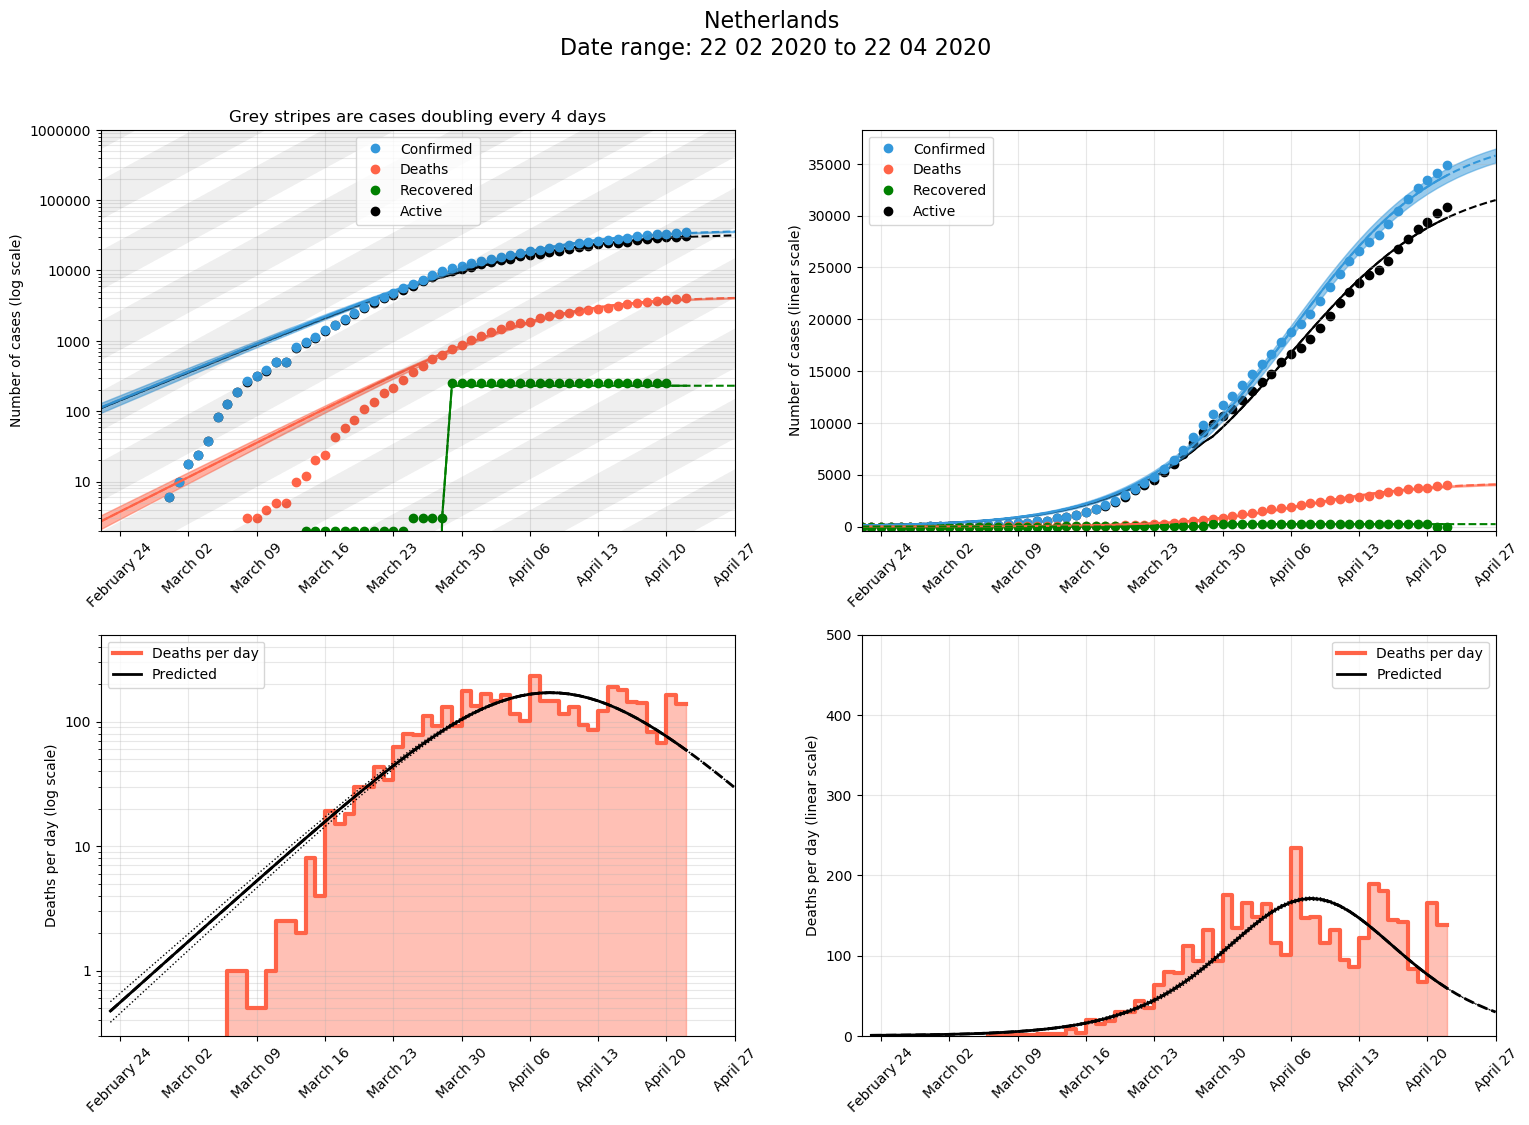 Netherlands
Date range: 22 02 2020 to 22 04 2020
Grey stripes are cases doubling every 4 days
Number of cases (log scale)
1000000
100000
10000
1000
100
10
Confirmed
Deaths
Recovered
Active
February 24
March 02
March 09
March 16
March 23
March 30
April 06
April 13
April 20
April 27
Number of cases (linear scale)
35000
30000
25000
20000
15000
10000
5000
0
Confirmed
Deaths
Recovered
Active
February 24
March 02
March 09
March 16
March 23
March 30
April 06
April 13
April 20
April 27
Deaths per day (log scale)
100
10
1
Deaths per day
Predicted
February 24
March 02
March 09
March 16
March 23
March 30
April 06
April 13
April 20
April 27
Deaths per day (linear scale)
500
400
300
200
100
0
Deaths per day
Predicted
February 24
March 02
March 09
March 16
March 23
March 30
April 06
April 13
April 20
April 27